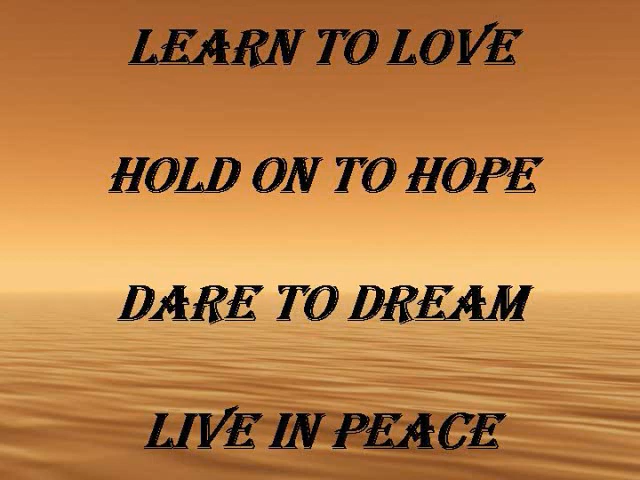 LEARN TO LOVE
HOLD ON TO HOPE
DARE TO DREAM
LIVE IN PEACE